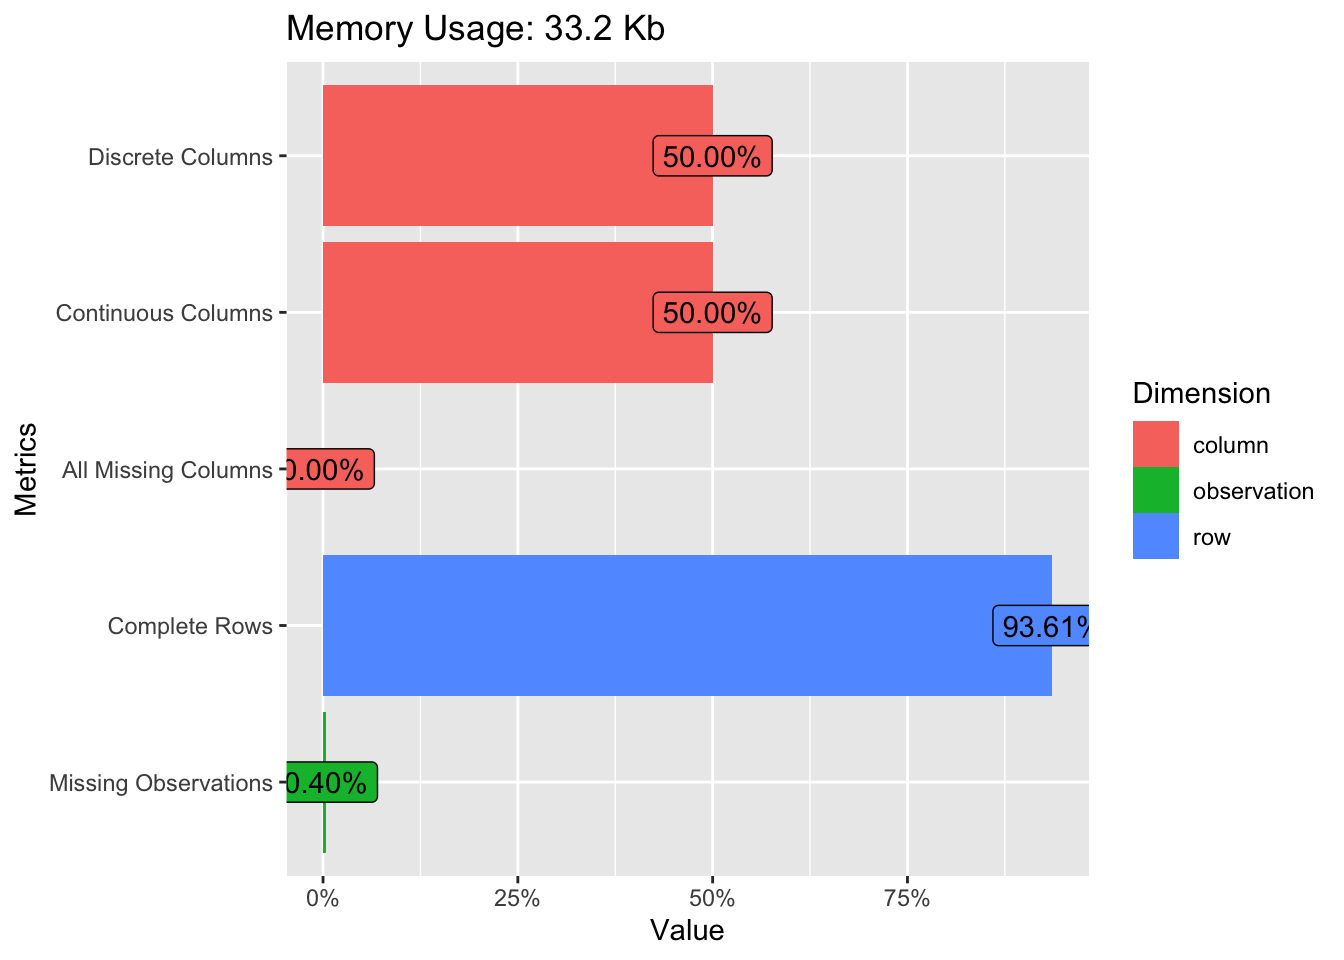 Memory Usage: 33.2 Kb
Metrics
Discrete Columns
50.00%
Continuous Columns
50.00%
All Missing Columns
0.00%
Complete Rows
93.61%
Missing Observations
0.40%
0%
25%
50%
75%
Value
Dimension
column
observation
row